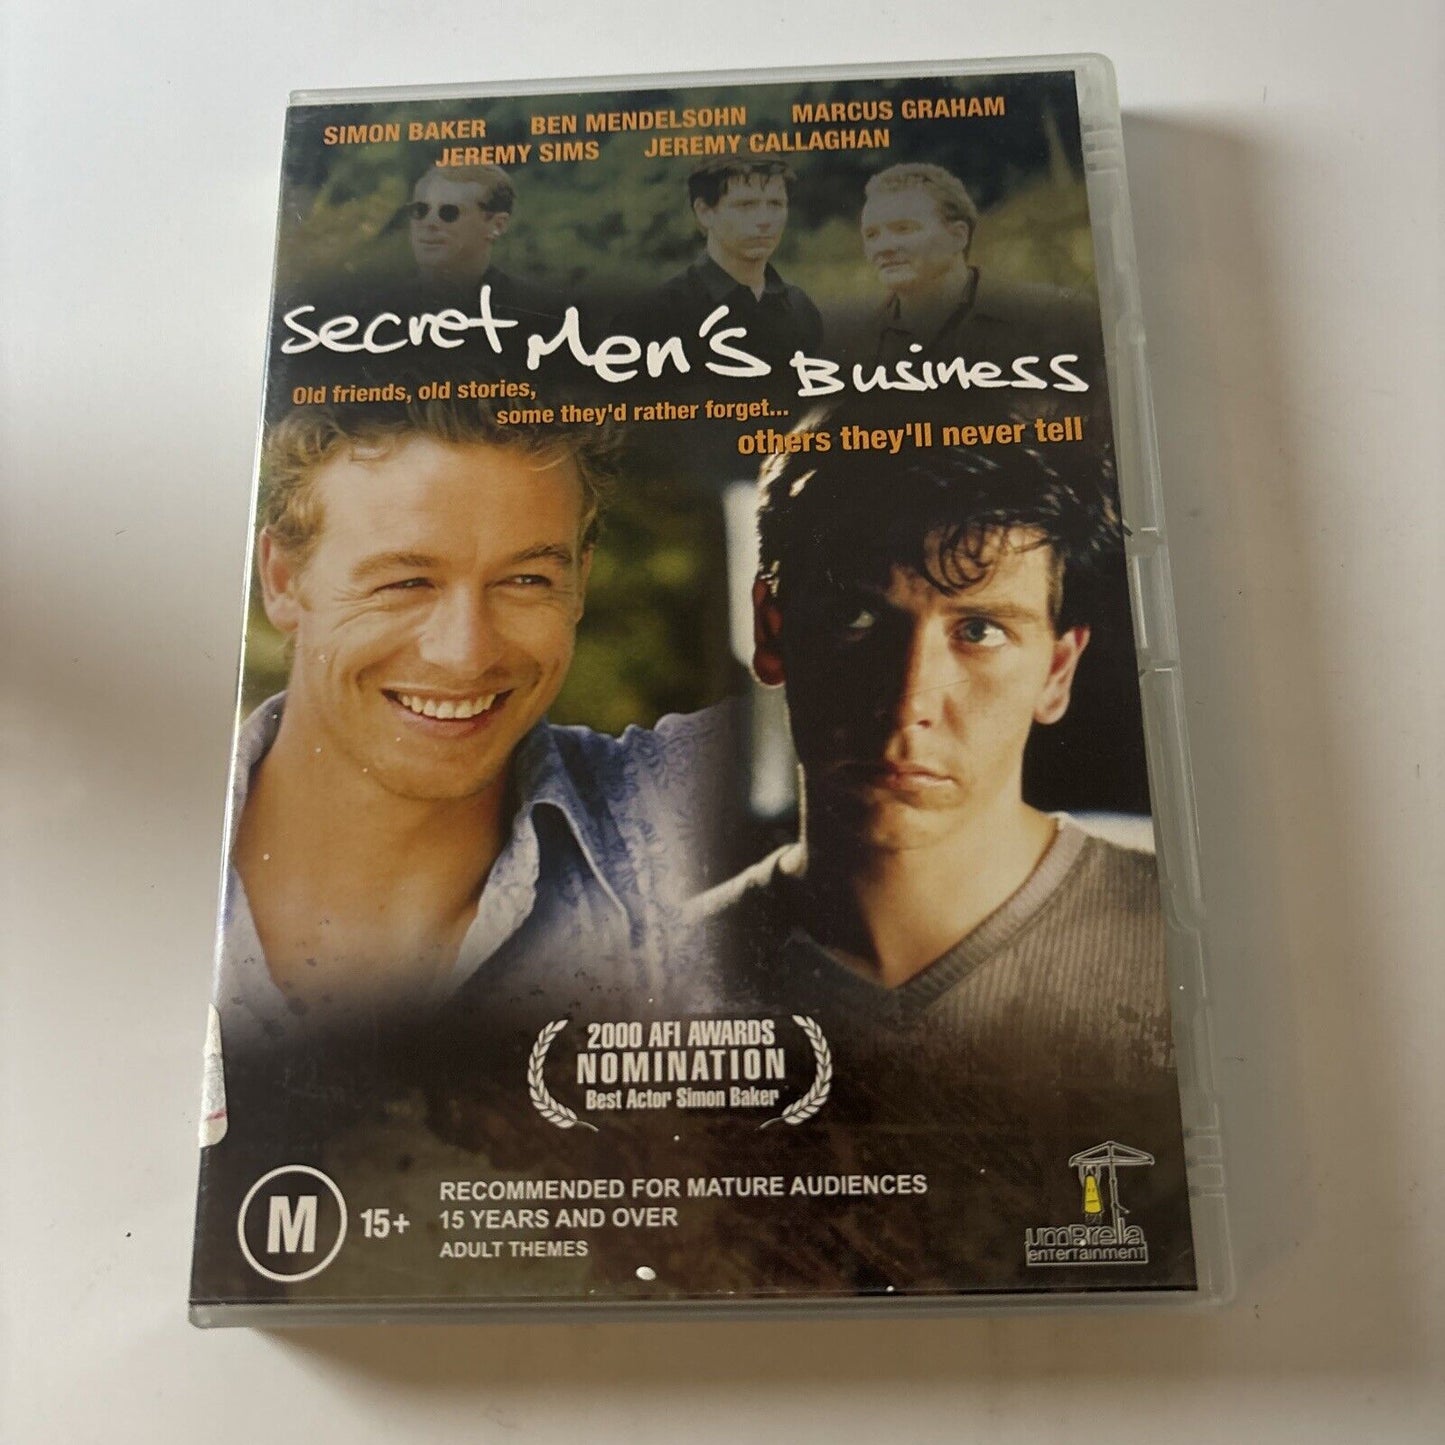 SIMON BAKER BEN MENDELSOHN MARCUS GRAHAM
JEREMY SIMS JEREMY CALLAGHAN
Secret Men's Business
Old friends, old stories,
some they'd rather forget...
others they'll never tell
2000 AFI AWARDS
NOMINATION
Best Actor Simon Baker
M 15+
RECOMMENDED FOR MATURE AUDIENCES
15 YEARS AND OVER
ADULT THEMES
umBrella
enterTainment